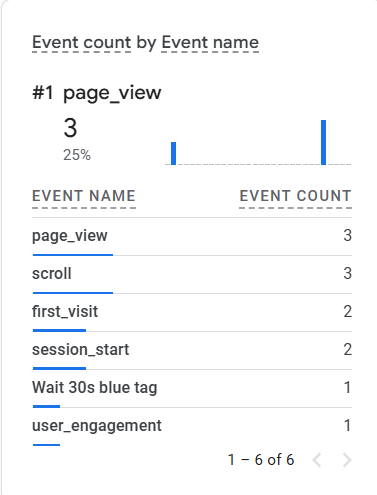 Event count by Event name
#1 page_view
3
25%
EVENT NAME EVENT COUNT
page_view 3
scroll 3
first_visit 2
session_start 2
Wait 30s blue tag 1
user_engagement 1
1 – 6 of 6